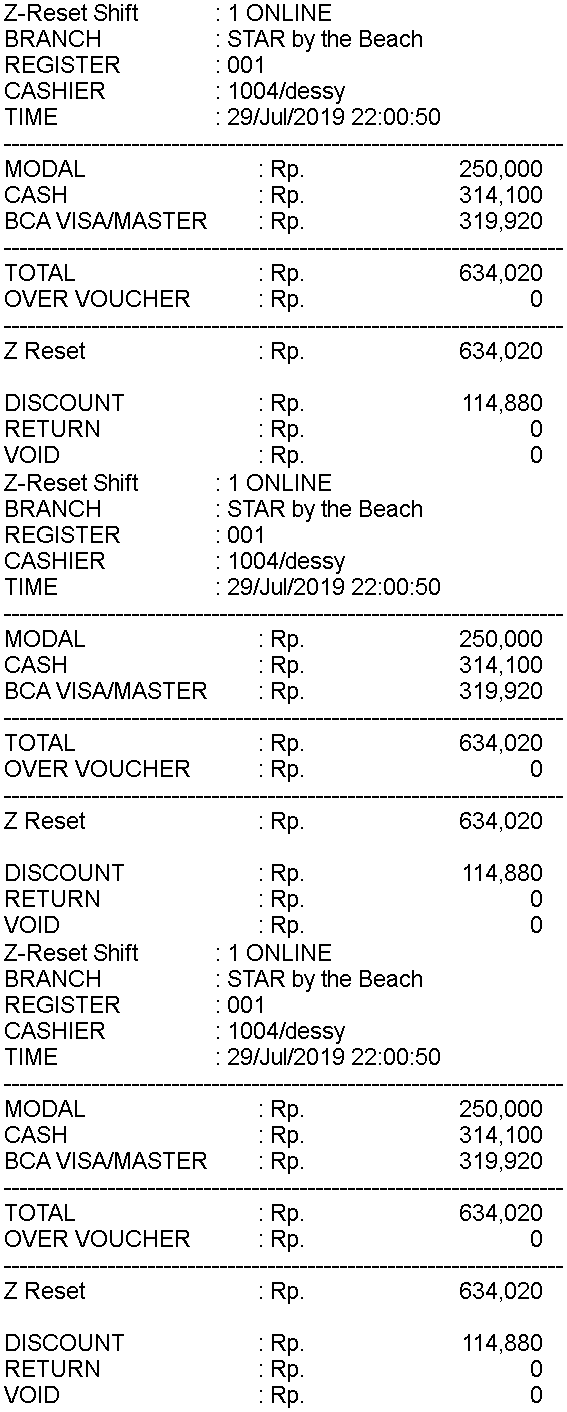 Z-Reset Shift : 1 ONLINE
BRANCH : STAR by the Beach
REGISTER : 001
CASHIER : 1004/dessy
TIME : 29/Jul/2019 22:00:50
--------------------------------------------------------------------------------
MODAL : Rp. 250,000
CASH : Rp. 314,100
BCA VISA/MASTER : Rp. 319,920
--------------------------------------------------------------------------------
TOTAL : Rp. 634,020
OVER VOUCHER : Rp. 0
--------------------------------------------------------------------------------
Z Reset : Rp. 634,020
DISCOUNT : Rp. 114,880
RETURN : Rp. 0
VOID : Rp. 0
Z-Reset Shift : 1 ONLINE
BRANCH : STAR by the Beach
REGISTER : 001
CASHIER : 1004/dessy
TIME : 29/Jul/2019 22:00:50
--------------------------------------------------------------------------------
MODAL : Rp. 250,000
CASH : Rp. 314,100
BCA VISA/MASTER : Rp. 319,920
--------------------------------------------------------------------------------
TOTAL : Rp. 634,020
OVER VOUCHER : Rp. 0
--------------------------------------------------------------------------------
Z Reset : Rp. 634,020
DISCOUNT : Rp. 114,880
RETURN : Rp. 0
VOID : Rp. 0
Z-Reset Shift : 1 ONLINE
BRANCH : STAR by the Beach
REGISTER : 001
CASHIER : 1004/dessy
TIME : 29/Jul/2019 22:00:50
--------------------------------------------------------------------------------
MODAL : Rp. 250,000
CASH : Rp. 314,100
BCA VISA/MASTER : Rp. 319,920
--------------------------------------------------------------------------------
TOTAL : Rp. 634,020
OVER VOUCHER : Rp. 0
--------------------------------------------------------------------------------
Z Reset : Rp. 634,020
DISCOUNT : Rp. 114,880
RETURN : Rp. 0
VOID : Rp. 0